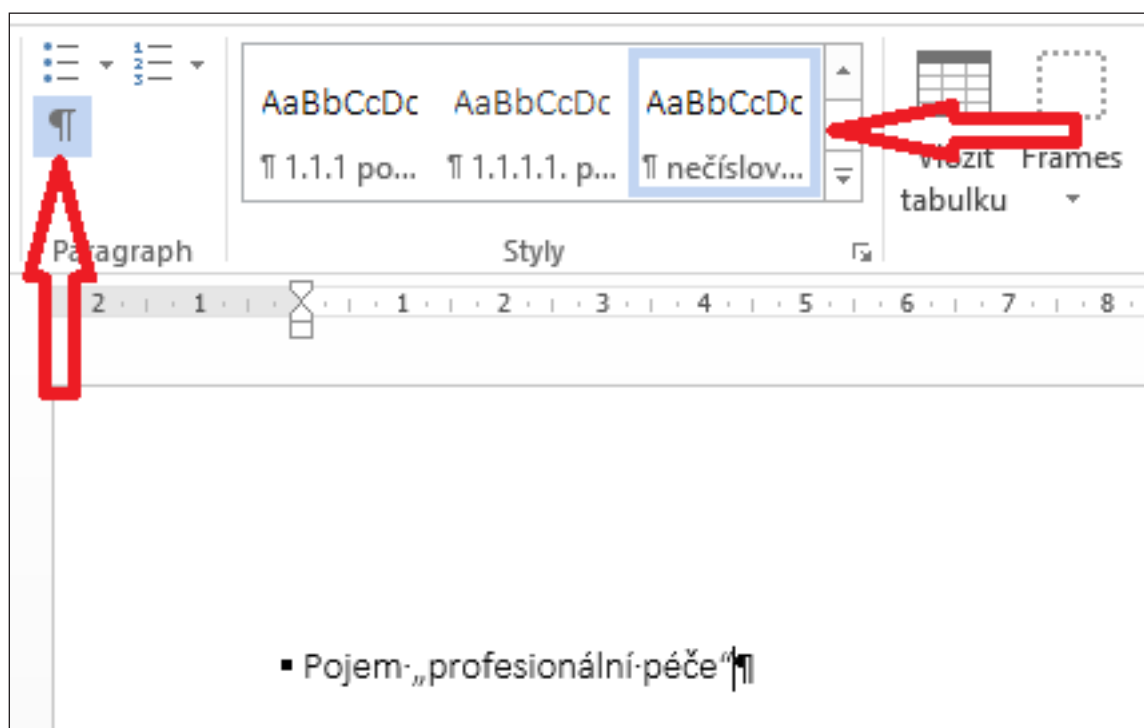 ¶
AaBbCcDc AaBbCcDc AaBbCcDc
¶ 1.1.1 po... ¶ 1.1.1.1. p... ¶ nečíslov...
Vložit tabulku
Frames
Paragraph
Styly
2 1 1 2 3 4 5 6 7 8
▪ Pojem·„profesionální·péče“¶